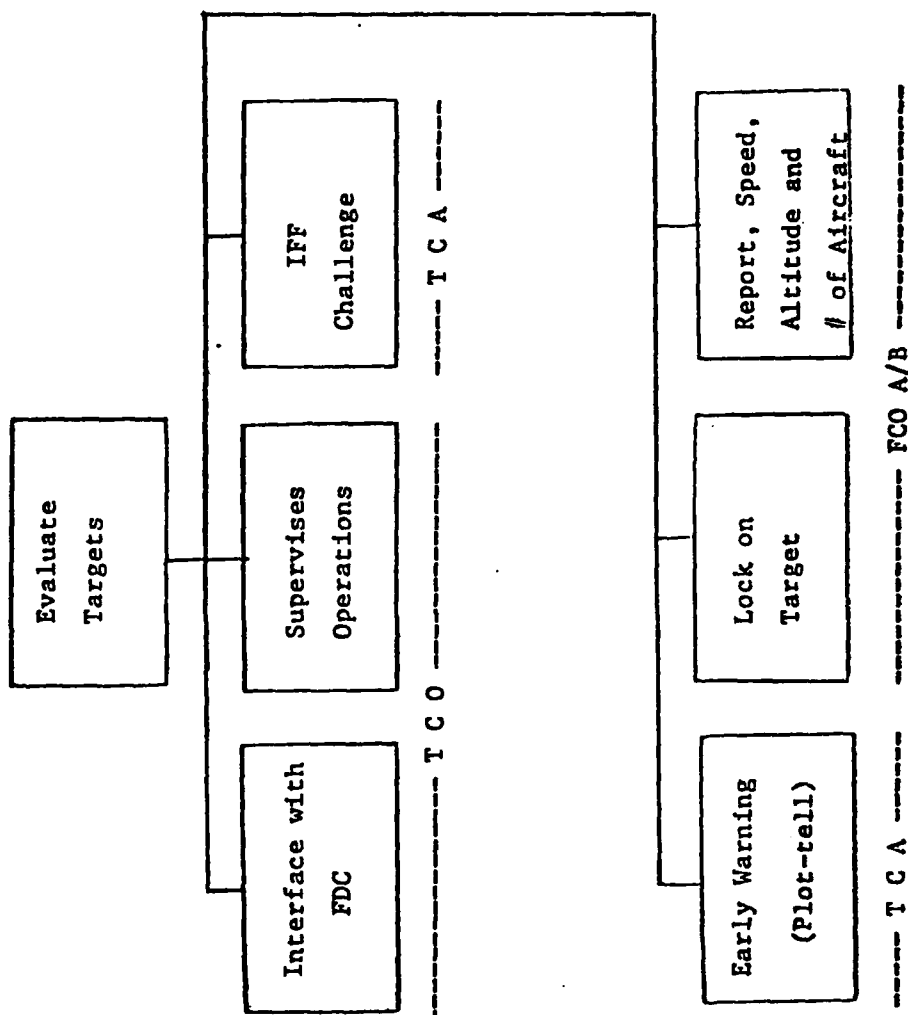 Evaluate
Targets
Interface with
FDC
Supervises
Operations
IFF
Challenge
------- T C O -------
----- T C A -----
Early Warning
(Plot-tell)
Lock on
Target
Report, Speed,
Altitude and
# of Aircraft
----- T C A -----
--------- FCO A/B ---------